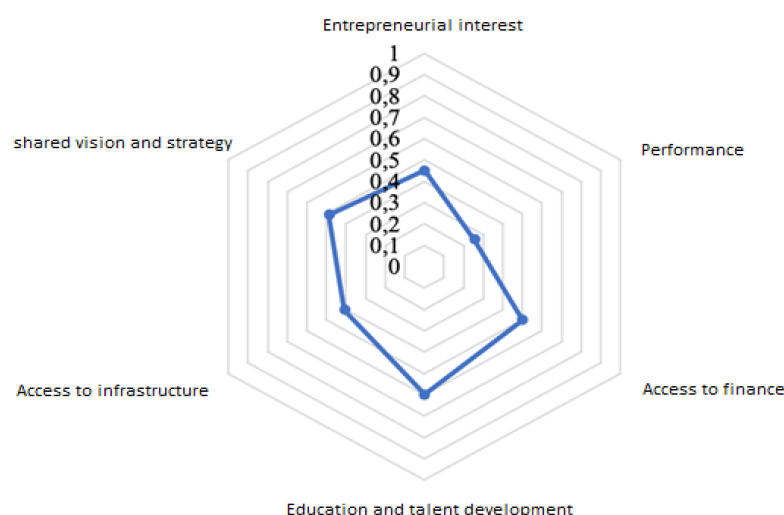 Entrepreneurial interest
1
0,9
0,8
0,7
0,6
0,5
0,4
0,3
0,2
0,1
0
shared vision and strategy
Performance
Access to infrastructure
Access to finance
Education and talent development